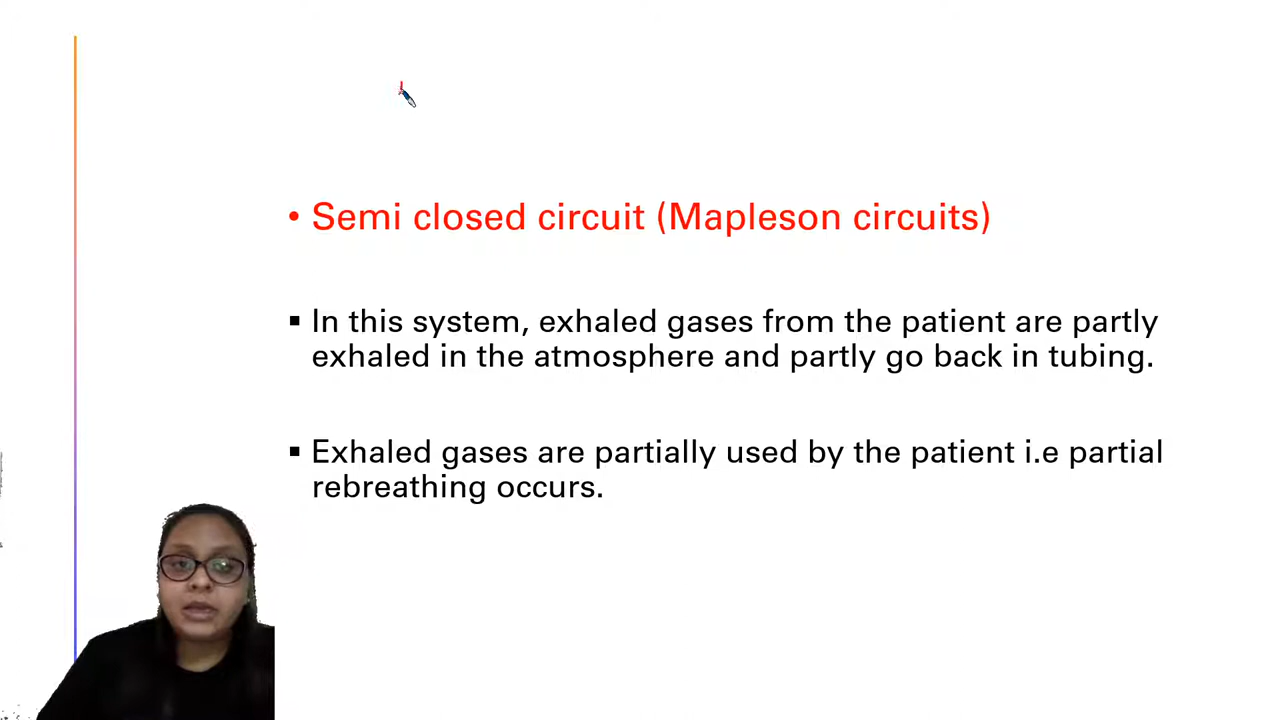 • Semi closed circuit (Mapleson circuits)
▪ In this system, exhaled gases from the patient are partly
exhaled in the atmosphere and partly go back in tubing.
▪ Exhaled gases are partially used by the patient i.e partial
rebreathing occurs.